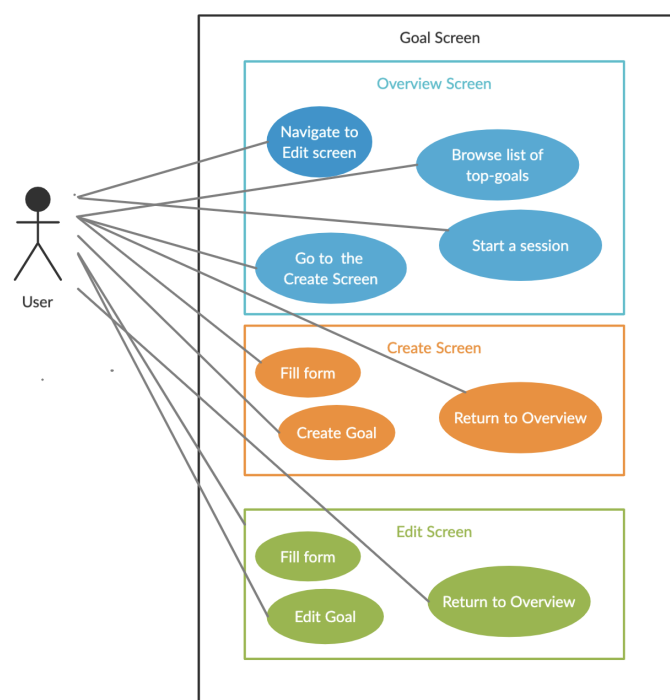 Goal Screen
Overview Screen
Navigate to
Edit screen
Browse list of
top-goals
Start a session
Go to the
Create Screen
User
Create Screen
Fill form
Return to Overview
Create Goal
Edit Screen
Fill form
Return to Overview
Edit Goal